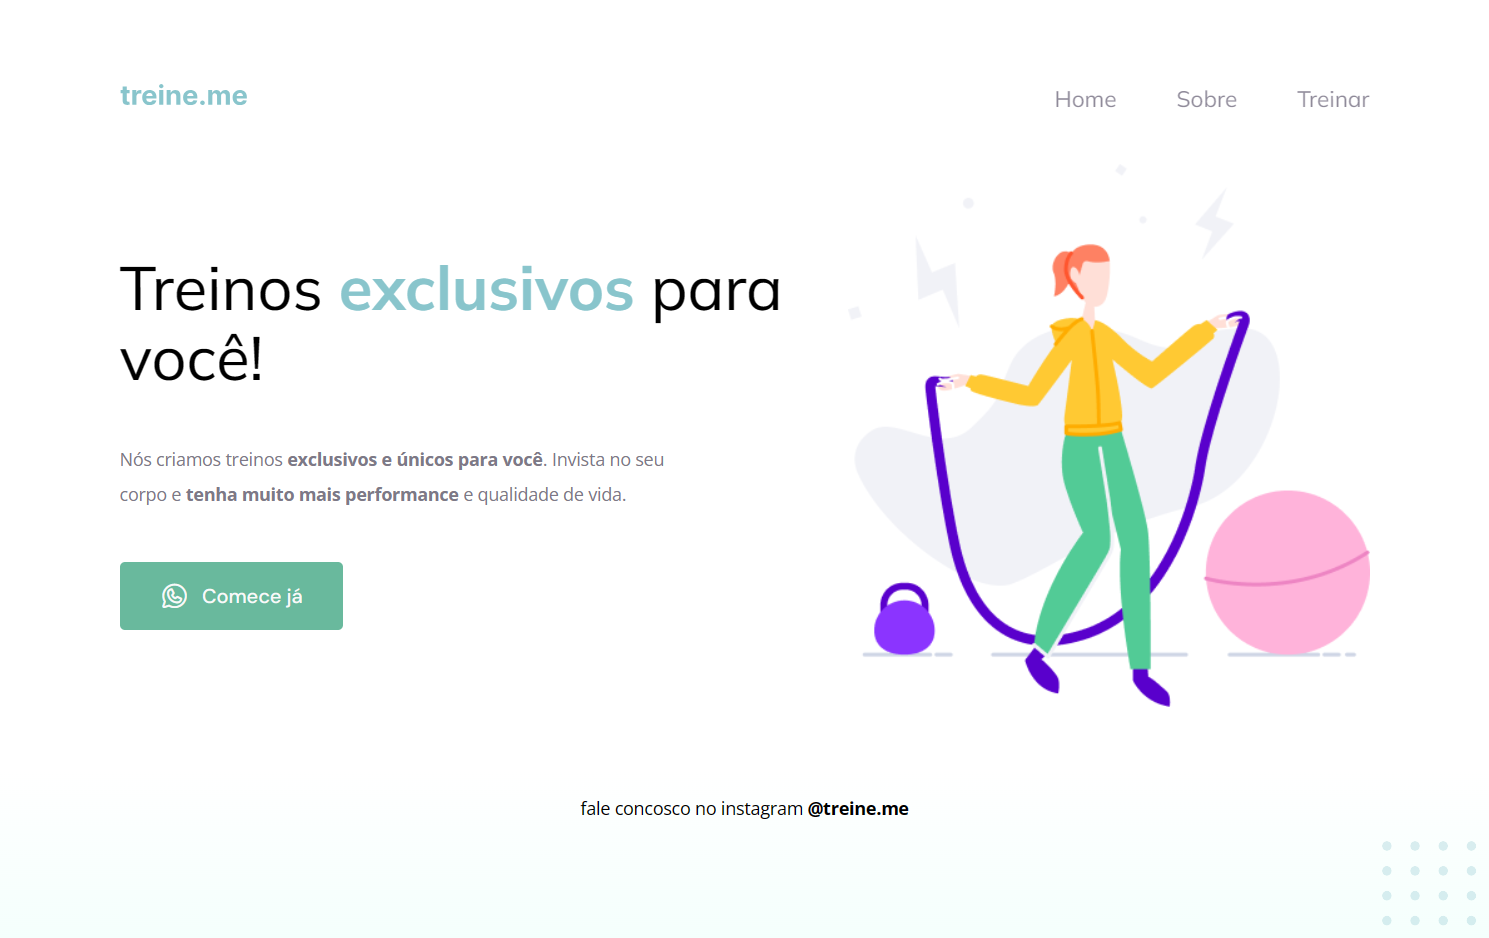 treine.me
Home Sobre Treinar
Treinos exclusivos para
você!
Nós criamos treinos exclusivos e únicos para você. Invista no seu
corpo e tenha muito mais performance e qualidade de vida.
Comece já
fale concosco no instagram @treine.me